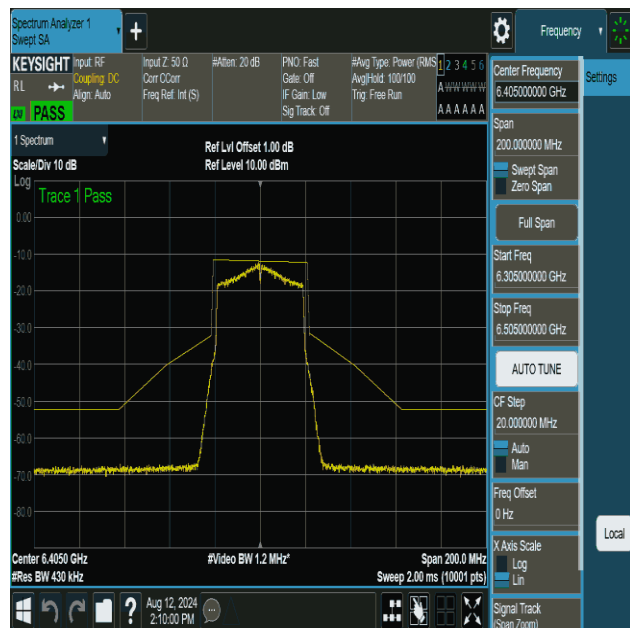 Spectrum Analyzer 1
Swept SA
+
Frequency
KEYSIGHT
RL
PASS
Input: RF
Coupling: DC
Align: Auto
Input Z: 50 Ω
Corr CCorr
Freq Ref: Int (S)
#Atten: 20 dB
PNO: Fast
Gate: Off
IF Gain: Low
Sig Track: Off
#Avg Type: Power (RMS
Avg|Hold: 100/100
Trig: Free Run
1 2 3 4 5 6
A W W W W W
A A A A A A
1 Spectrum
Scale/Div 10 dB
Ref Lvl Offset 1.00 dB
Ref Level 10.00 dBm
Log
Trace 1 Pass
0.00
-10.0
-20.0
-30.0
-40.0
-50.0
-60.0
-70.0
-80.0
Center 6.4050 GHz
#Res BW 430 kHz
#Video BW 1.2 MHz*
Span 200.0 MHz
Sweep 2.00 ms (10001 pts)
Center Frequency
6.405000000 GHz
Span
200.000000 MHz
Swept Span
Zero Span
Full Span
Start Freq
6.305000000 GHz
Stop Freq
6.505000000 GHz
AUTO TUNE
CF Step
20.000000 MHz
Auto
Man
Freq Offset
0 Hz
X Axis Scale
Log
Lin
Signal Track
(Span Zoom)
Settings
Local
?
Aug 12, 2024
2:10:00 PM